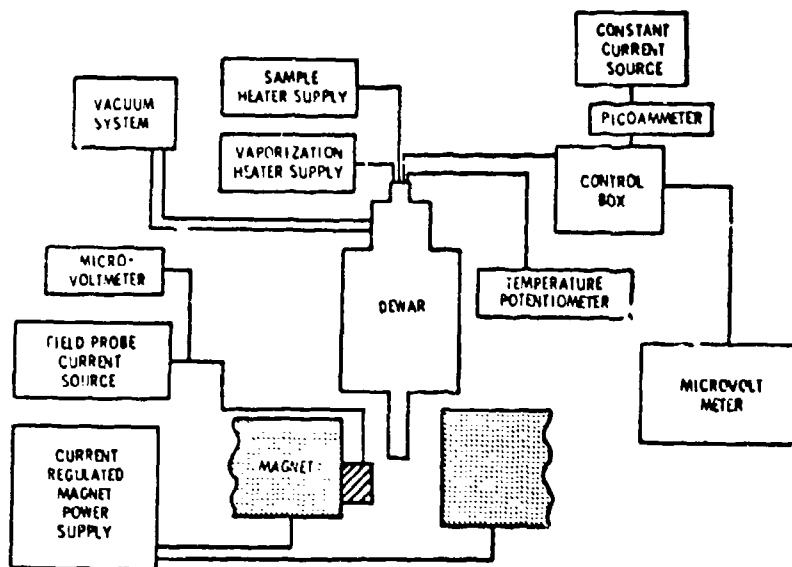 CONSTANT
CURRENT
SOURCE
SAMPLE
HEATER SUPPLY
VACUUM
SYSTEM
PICOAMMETER
VAPORIZATION
HEATER SUPPLY
CONTROL
BOX
MICRO-
VOLTMETER
TEMPERATURE
POTENTIOMETER
DEWAR
FIELD PROBE
CURRENT
SOURCE
MICROVOLT
METER
MAGNET
CURRENT
REGULATED
MAGNET
POWER
SUPPLY